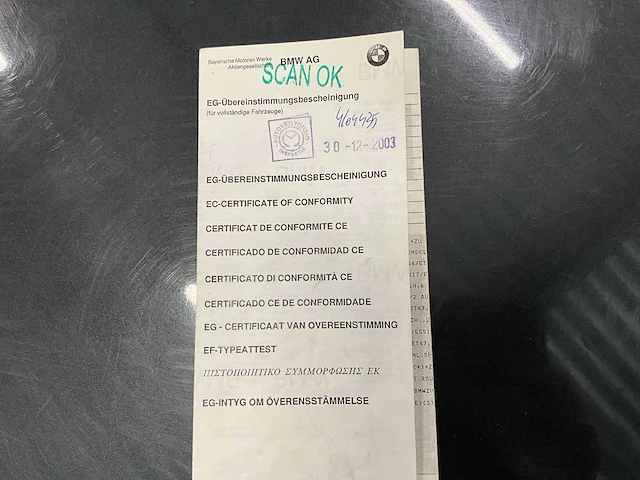 Bayerische Motoren Werke
Aktiengesellschaft
BMW AG
SCAN OK
EG-Übereinstimmungsbescheinigung
(für vollständige Fahrzeuge)
INSPECTIE
30-12-2003
EG-ÜBEREINSTIMMUNGSBESCHEINIGUNG
EC-CERTIFICATE OF CONFORMITY
CERTIFICAT DE CONFORMITE CE
CERTIFICADO DE CONFORMIDAD CE
CERTIFICATO DI CONFORMITÀ CE
CERTIFICADO CE DE CONFORMIDADE
EG - CERTIFICAAT VAN OVEREENSTIMMING
EF-TYPEATTEST
ΠΙΣΤΟΠΟΙΗΤΙΚΟ ΣΥΜΜΟΡΦΩΣΗΣ ΕΚ
EG-INTYG OM ÖVERENSSTÄMMELSE